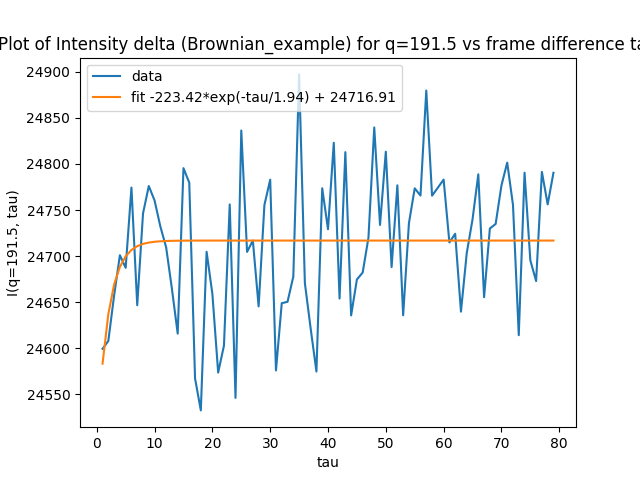 Plot of Intensity delta (Brownian_example) for q=191.5 vs frame difference
data
fit -223.42*exp(-tau/1.94) + 24716.91
I(q=191.5, tau)
24900
24850
24800
24750
24700
24650
24600
24550
0 10 20 30 40 50 60 70 80
tau